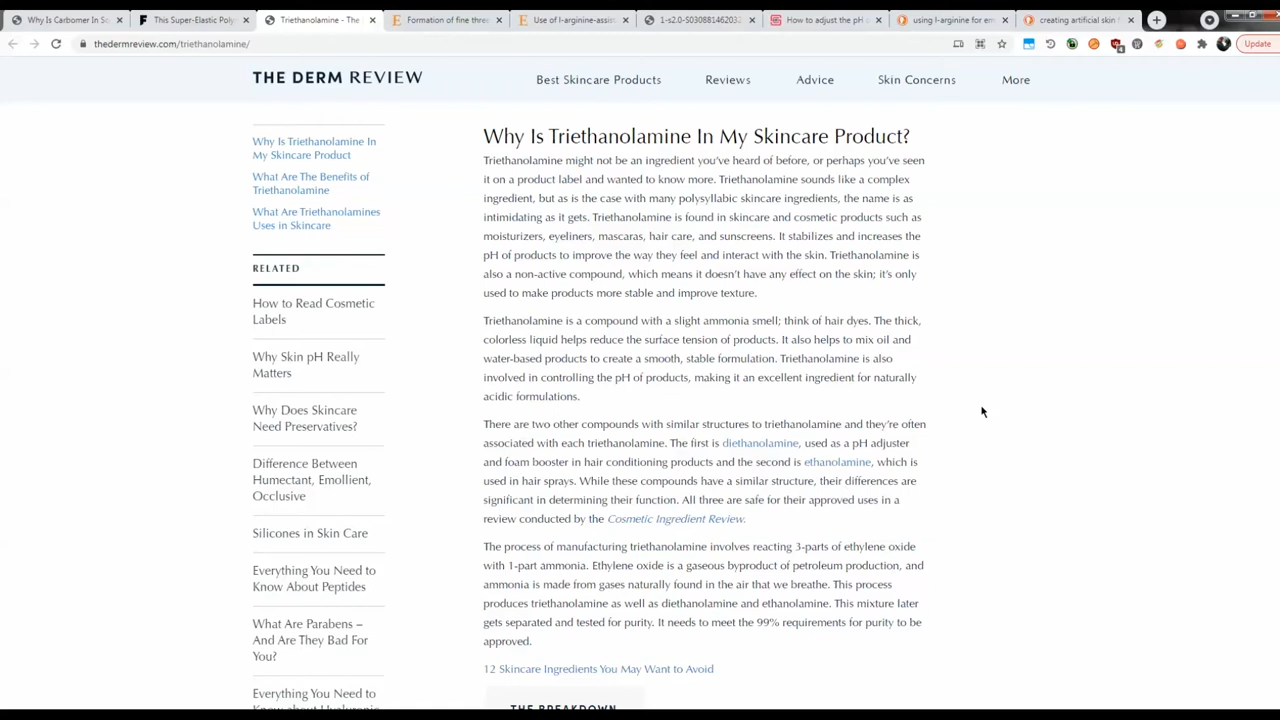 Why Is Carbomer In So
This Super-Elastic Poly
Triethanolamine - The
Formation of fine three
Use of l-arginine-assist
1-s2.0-S0308814620323
How to adjust the pH
using l-arginine for em
creating artificial skin
thedermreview.com/triethanolamine/
Update
THE DERM REVIEW
Best Skincare Products
Reviews
Advice
Skin Concerns
More
Why Is Triethanolamine In
My Skincare Product
What Are The Benefits of
Triethanolamine
What Are Triethanolamines
Uses in Skincare
RELATED
How to Read Cosmetic
Labels
Why Skin pH Really
Matters
Why Does Skincare
Need Preservatives?
Difference Between
Humectant, Emollient,
Occlusive
Silicones in Skin Care
Everything You Need to
Know About Peptides
What Are Parabens –
And Are They Bad For
You?
Everything You Need to
Know about Hyaluronic
Why Is Triethanolamine In My Skincare Product?
Triethanolamine might not be an ingredient you've heard of before, or perhaps you've seen
it on a product label and wanted to know more. Triethanolamine sounds like a complex
ingredient, but as is the case with many polysyllabic skincare ingredients, the name is as
intimidating as it gets. Triethanolamine is found in skincare and cosmetic products such as
moisturizers, eyeliners, mascaras, hair care, and sunscreens. It stabilizes and increases the
pH of products to improve the way they feel and interact with the skin. Triethanolamine is
also a non-active compound, which means it doesn't have any effect on the skin; it's only
used to make products more stable and improve texture.
Triethanolamine is a compound with a slight ammonia smell; think of hair dyes. The thick,
colorless liquid helps reduce the surface tension of products. It also helps to mix oil and
water-based products to create a smooth, stable formulation. Triethanolamine is also
involved in controlling the pH of products, making it an excellent ingredient for naturally
acidic formulations.
There are two other compounds with similar structures to triethanolamine and they're often
associated with each triethanolamine. The first is diethanolamine, used as a pH adjuster
and foam booster in hair conditioning products and the second is ethanolamine, which is
used in hair sprays. While these compounds have a similar structure, their differences are
significant in determining their function. All three are safe for their approved uses in a
review conducted by the Cosmetic Ingredient Review.
The process of manufacturing triethanolamine involves reacting 3-parts of ethylene oxide
with 1-part ammonia. Ethylene oxide is a gaseous byproduct of petroleum production, and
ammonia is made from gases naturally found in the air that we breathe. This process
produces triethanolamine as well as diethanolamine and ethanolamine. This mixture later
gets separated and tested for purity. It needs to meet the 99% requirements for purity to be
approved.
12 Skincare Ingredients You May Want to Avoid
THE BREAKDOWN